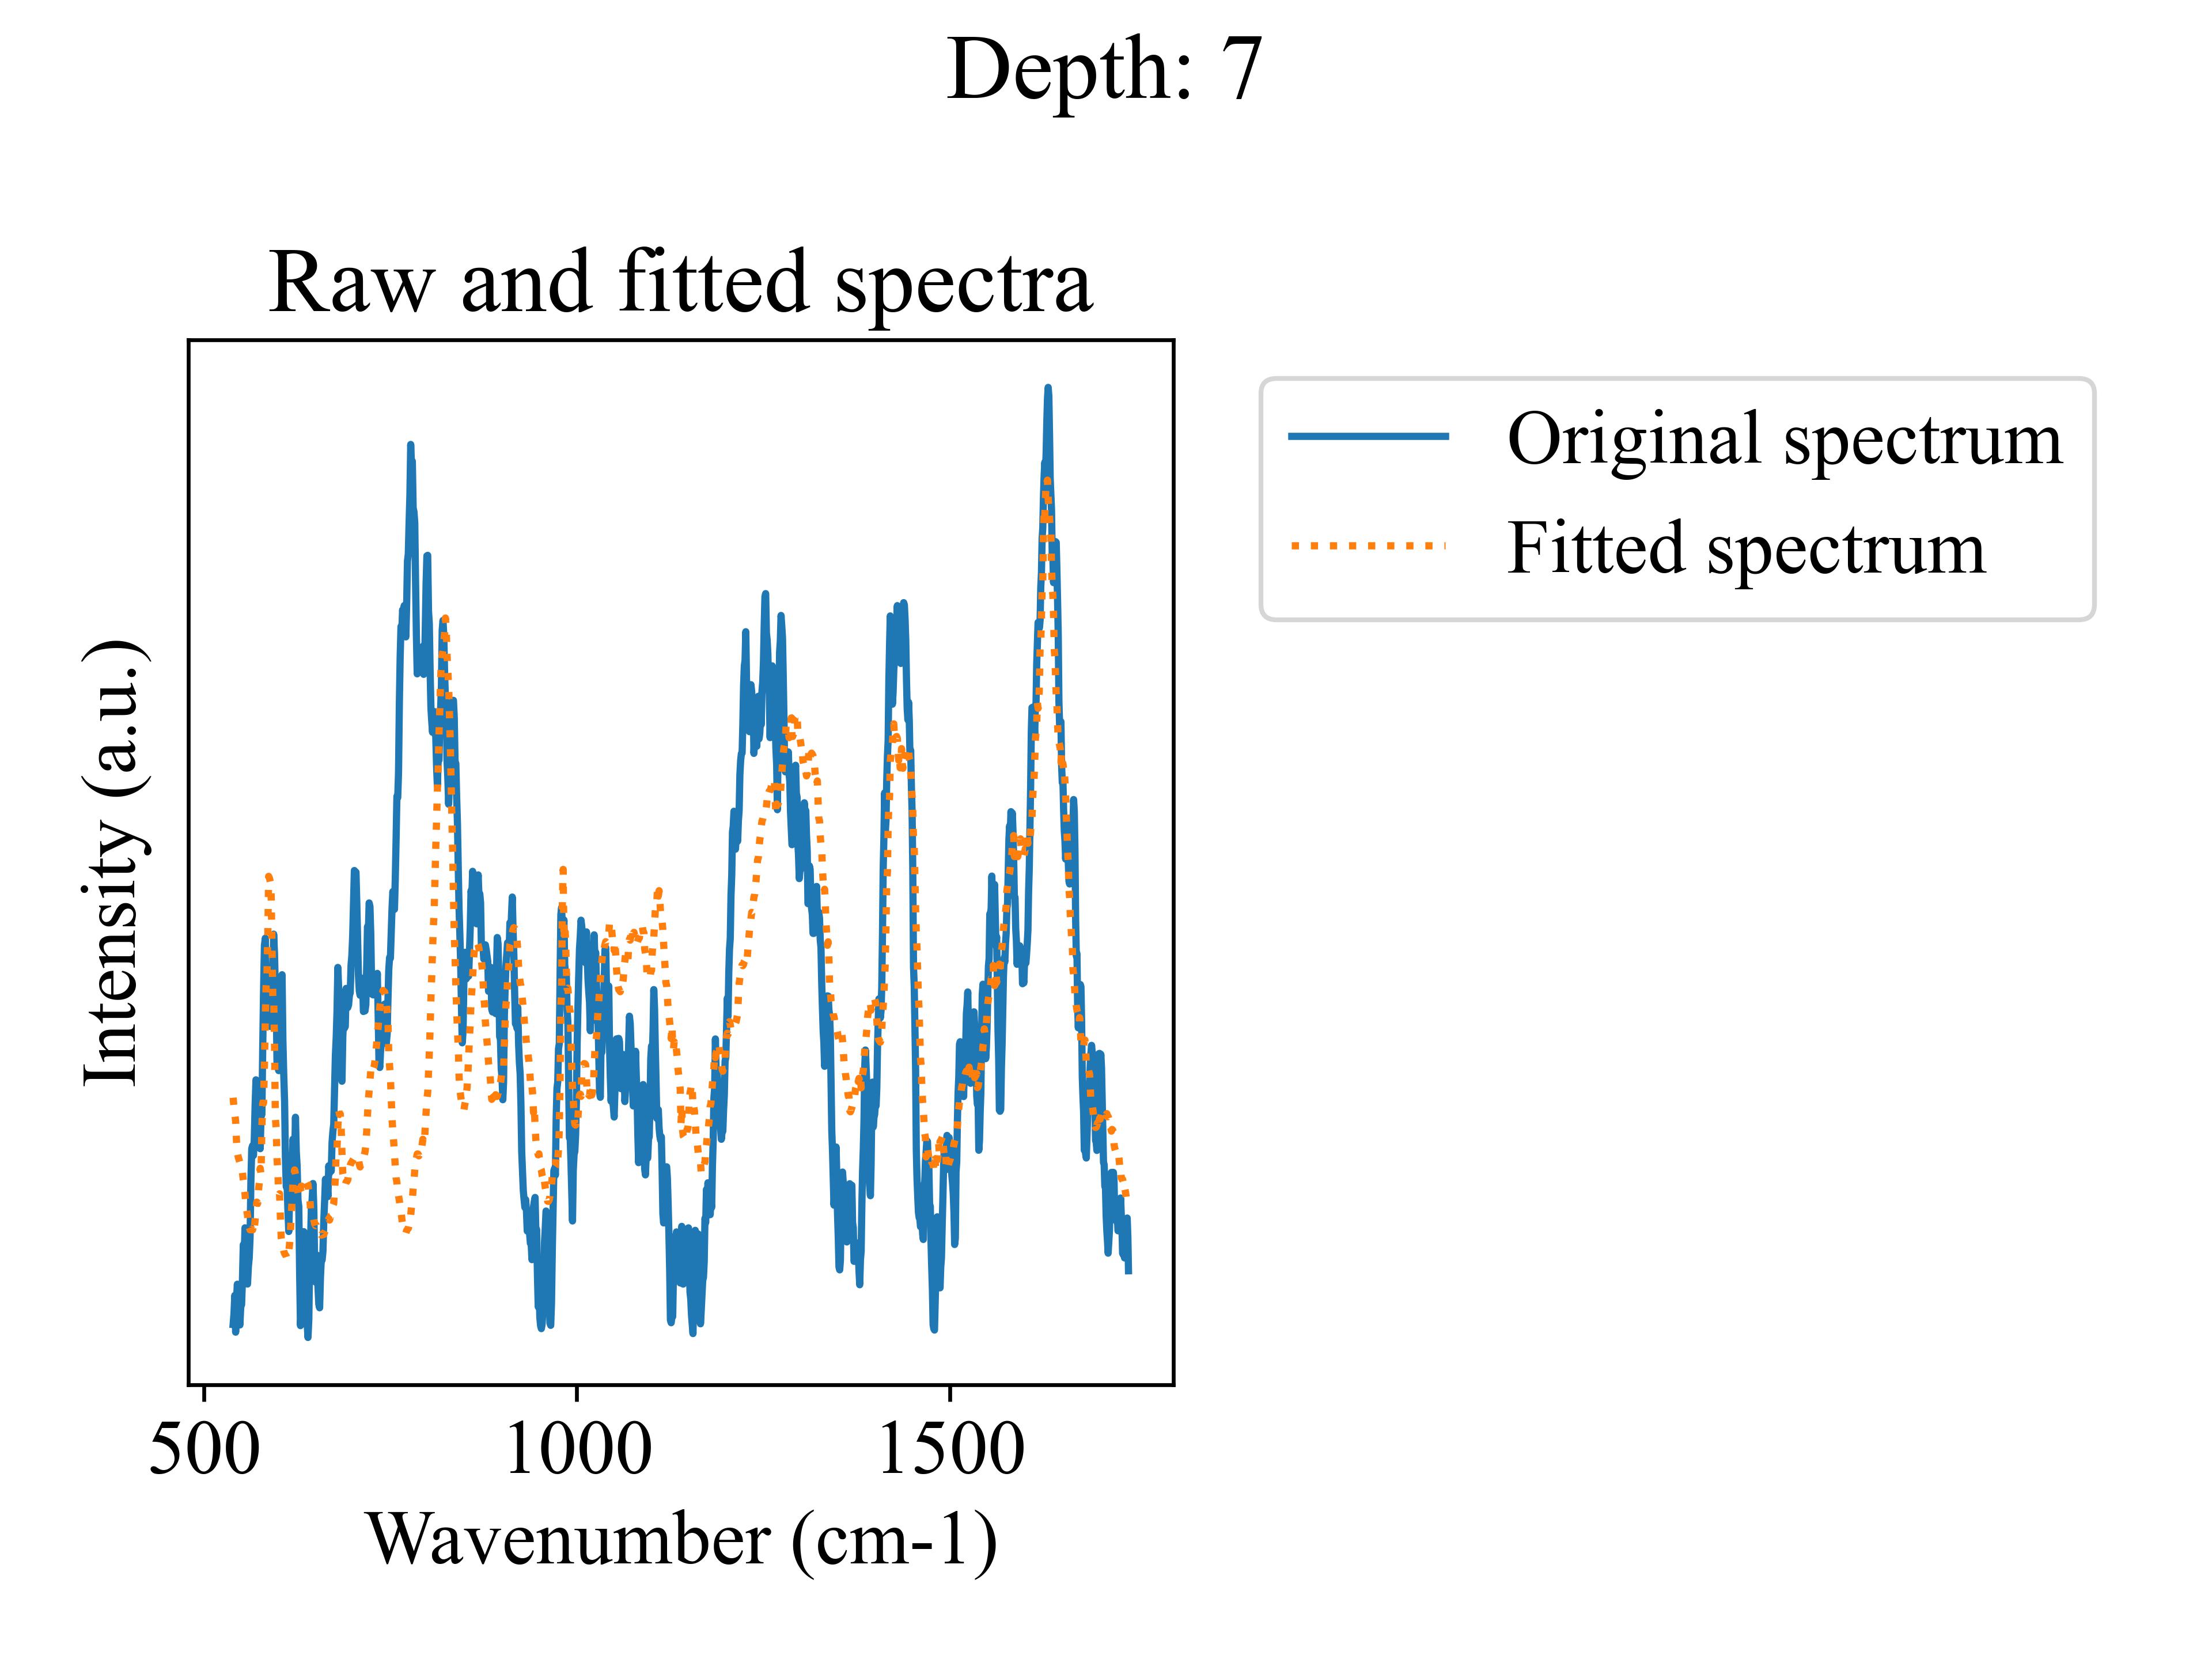 Depth: 7
Raw and fitted spectra
Original spectrum
Fitted spectrum
Intensity (a.u.)
500 1000 1500
Wavenumber (cm-1)